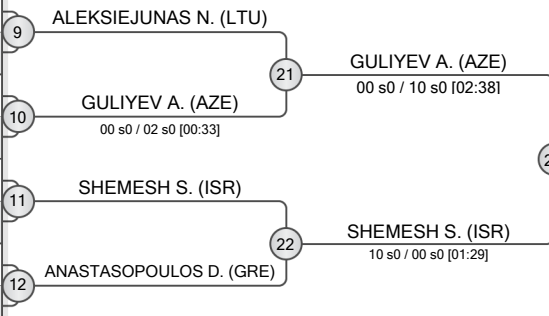 ALEKSIEJUNAS N. (LTU)
9
21
GULIYEV A. (AZE)
00 s0 / 10 s0 [02:38]
GULIYEV A. (AZE)
10
00 s0 / 02 s0 [00:33]
SHEMESH S. (ISR)
11
22
SHEMESH S. (ISR)
10 s0 / 00 s0 [01:29]
ANASTASOPOULOS D. (GRE)
12